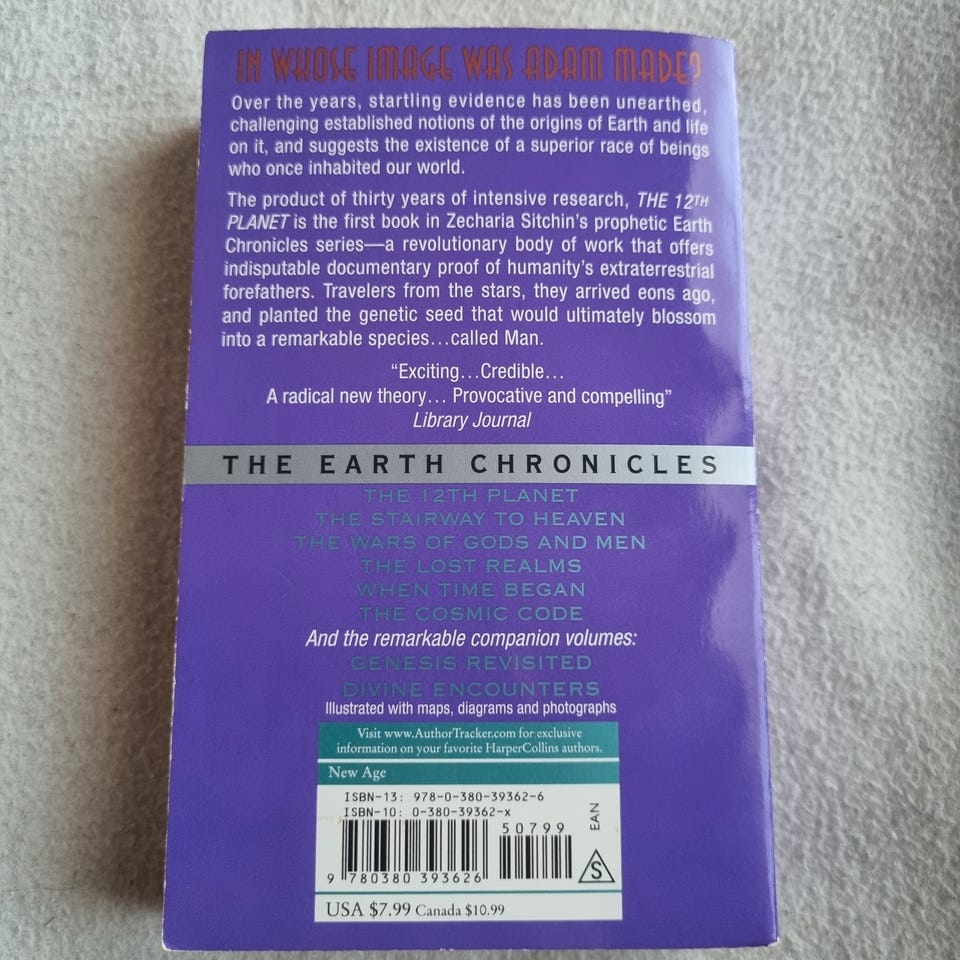 IN WHOSE IMAGE WAS ADAM MADE?
Over the years, startling evidence has been unearthed,
challenging established notions of the origins of Earth and life
on it, and suggests the existence of a superior race of beings
who once inhabited our world.
The product of thirty years of intensive research, THE 12TH
PLANET is the first book in Zecharia Sitchin's prophetic Earth
Chronicles series—a revolutionary body of work that offers
indisputable documentary proof of humanity's extraterrestrial
forefathers. Travelers from the stars, they arrived eons ago,
and planted the genetic seed that would ultimately blossom
into a remarkable species...called Man.
“Exciting...Credible...
A radical new theory... Provocative and compelling”
Library Journal
THE EARTH CHRONICLES
THE 12TH PLANET
THE STAIRWAY TO HEAVEN
THE WARS OF GODS AND MEN
THE LOST REALMS
WHEN TIME BEGAN
THE COSMIC CODE
And the remarkable companion volumes:
GENESIS REVISITED
DIVINE ENCOUNTERS
Illustrated with maps, diagrams and photographs
Visit www.AuthorTracker.com for exclusive
information on your favorite HarperCollins authors.
New Age
ISBN-13: 978-0-380-39362-6
ISBN-10: 0-380-39362-x
50799
EAN
S
9 780380 393626
USA $7.99 Canada $10.99